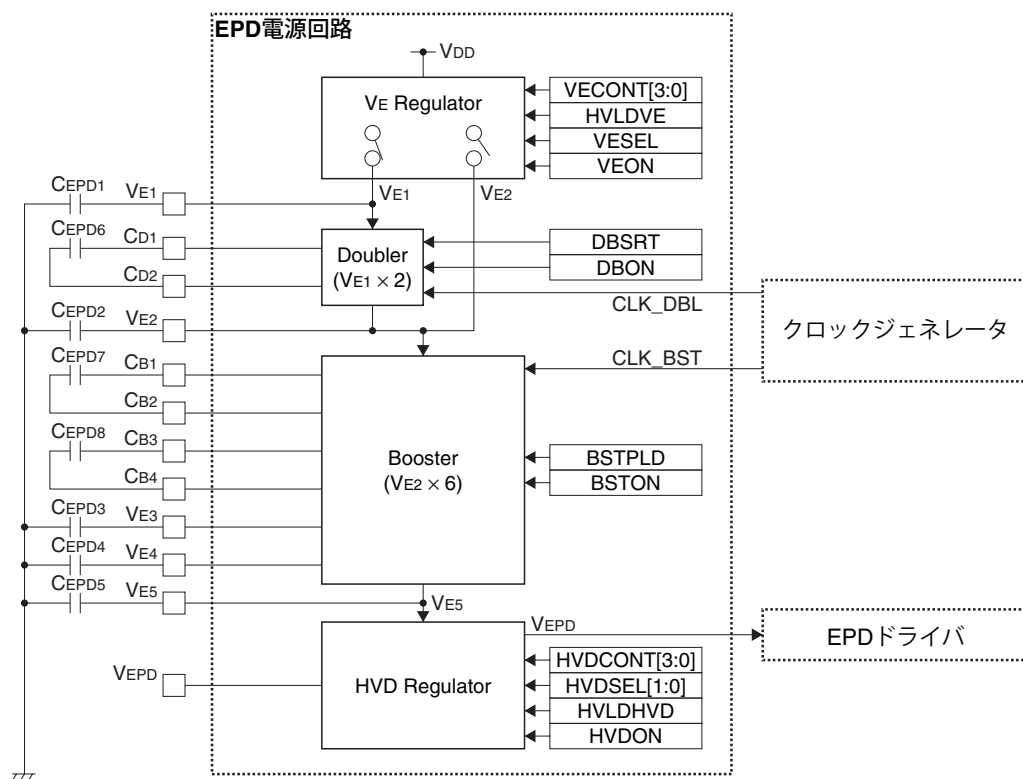 EPD電源回路
VDD
VE Regulator
VECONT[3:0]
HVLDVE
VESEL
VEON
CEPD1
VE1
VE1
VE2
CEPD6
CD1
CD2
Doubler
(VE1 × 2)
DBSRT
DBON
CLK_DBL
クロックジェネレータ
CEPD2
VE2
CLK_BST
CEPD7
CB1
CB2
CEPD8
CB3
CB4
Booster
(VE2 × 6)
BSTPLD
BSTON
CEPD3
VE3
CEPD4
VE4
CEPD5
VE5
VE5
VEPD
EPDドライバ
VEPD
HVD Regulator
HVDCONT[3:0]
HVDSEL[1:0]
HVLDHVD
HVDON